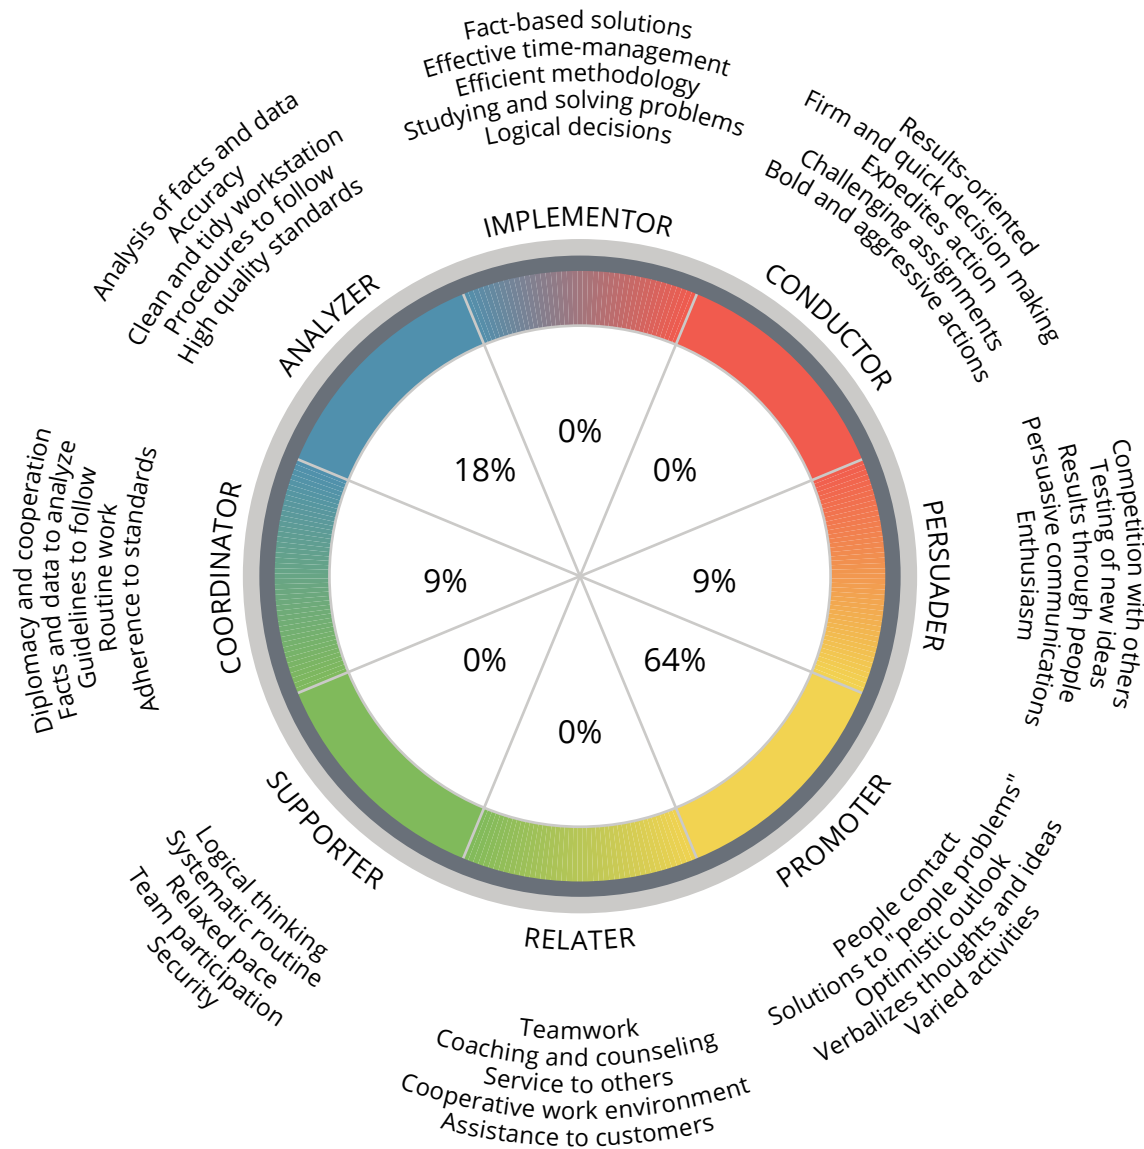 Fact-based solutions
Effective time-management
Efficient methodology
Studying and solving problems
Logical decisions
IMPLEMENTOR
Results-oriented
Firm and quick decision making
Expedites action
Challenging assignments
Bold and aggressive actions
CONDUCTOR
Competition with others
Testing of new ideas
Results through people
Persuasive communications
Enthusiasm
PERSUADER
People contact
Solutions to "people problems"
Optimistic outlook
Verbalizes thoughts and ideas
Varied activities
PROMOTER
RELATER
Teamwork
Coaching and counseling
Service to others
Cooperative work environment
Assistance to customers
SUPPORTER
Logical thinking
Systematic routine
Relaxed pace
Team participation
Security
COORDINATOR
Diplomacy and cooperation
Facts and data to analyze
Guidelines to follow
Routine work
Adherence to standards
ANALYZER
Analysis of facts and data
Accuracy
Clean and tidy workstation
Procedures to follow
High quality standards
0%
18%
0%
9%
9%
0%
64%
0%